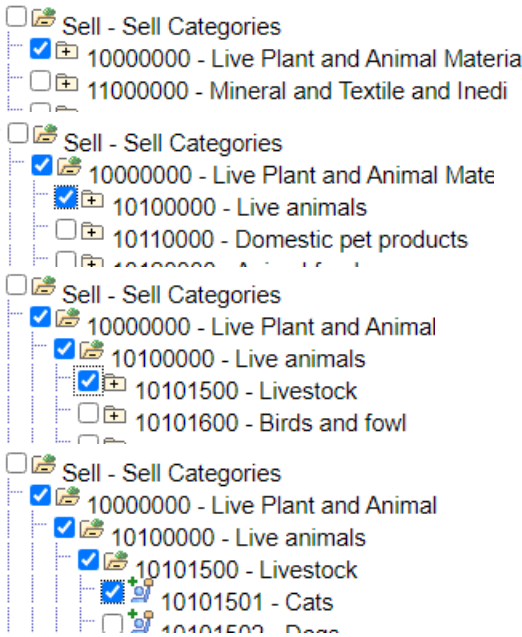 Sell - Sell Categories
10000000 - Live Plant and Animal Materia
11000000 - Mineral and Textile and Inedi
Sell - Sell Categories
10000000 - Live Plant and Animal Mate
10100000 - Live animals
10110000 - Domestic pet products
Sell - Sell Categories
10000000 - Live Plant and Animal
10100000 - Live animals
10101500 - Livestock
10101600 - Birds and fowl
Sell - Sell Categories
10000000 - Live Plant and Animal
10100000 - Live animals
10101500 - Livestock
10101501 - Cats
10101502 - Dogs